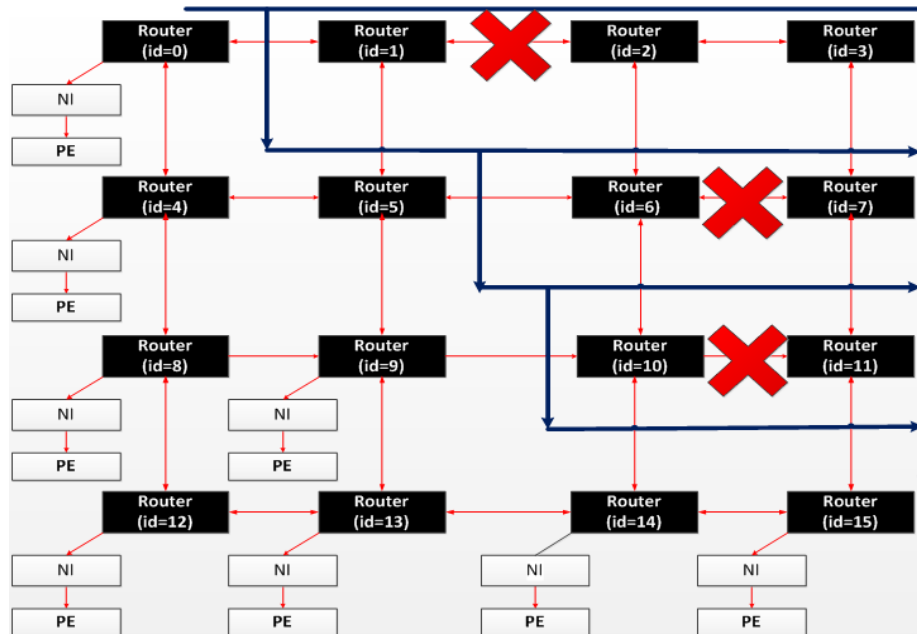 Router
(id=0)
Router
(id=1)
Router
(id=2)
Router
(id=3)
NI
PE
Router
(id=4)
Router
(id=5)
Router
(id=6)
Router
(id=7)
NI
PE
Router
(id=8)
Router
(id=9)
Router
(id=10)
Router
(id=11)
NI
NI
PE
PE
Router
(id=12)
Router
(id=13)
Router
(id=14)
Router
(id=15)
NI
NI
NI
NI
PE
PE
PE
PE